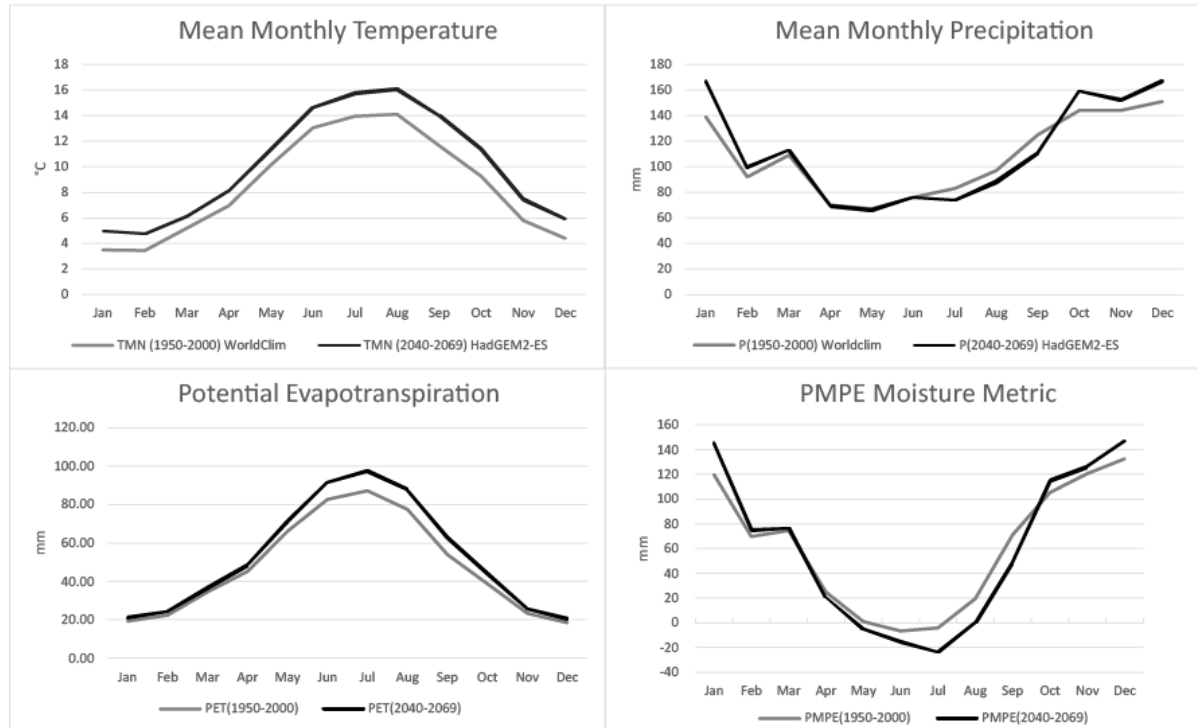 Mean Monthly Temperature
18
16
14
12
10
8
6
4
2
0
°C
Jan Feb Mar Apr May Jun Jul Aug Sep Oct Nov Dec
TMN (1950-2000) WorldClim TMN (2040-2069) HadGEM2-ES
Mean Monthly Precipitation
180
160
140
120
100
80
60
40
20
0
mm
Jan Feb Mar Apr May Jun Jul Aug Sep Oct Nov Dec
P(1950-2000) Worldclim P(2040-2069) HadGEM2-ES
Potential Evapotranspiration
120.00
100.00
80.00
60.00
40.00
20.00
0.00
mm
Jan Feb Mar Apr May Jun Jul Aug Sep Oct Nov Dec
PET(1950-2000) PET(2040-2069)
PMPE Moisture Metric
160
140
120
100
80
60
40
20
0
-20
-40
mm
Jan Feb Mar Apr May Jun Jul Aug Sep Oct Nov Dec
PMPE(1950-2000) PMPE(2040-2069)